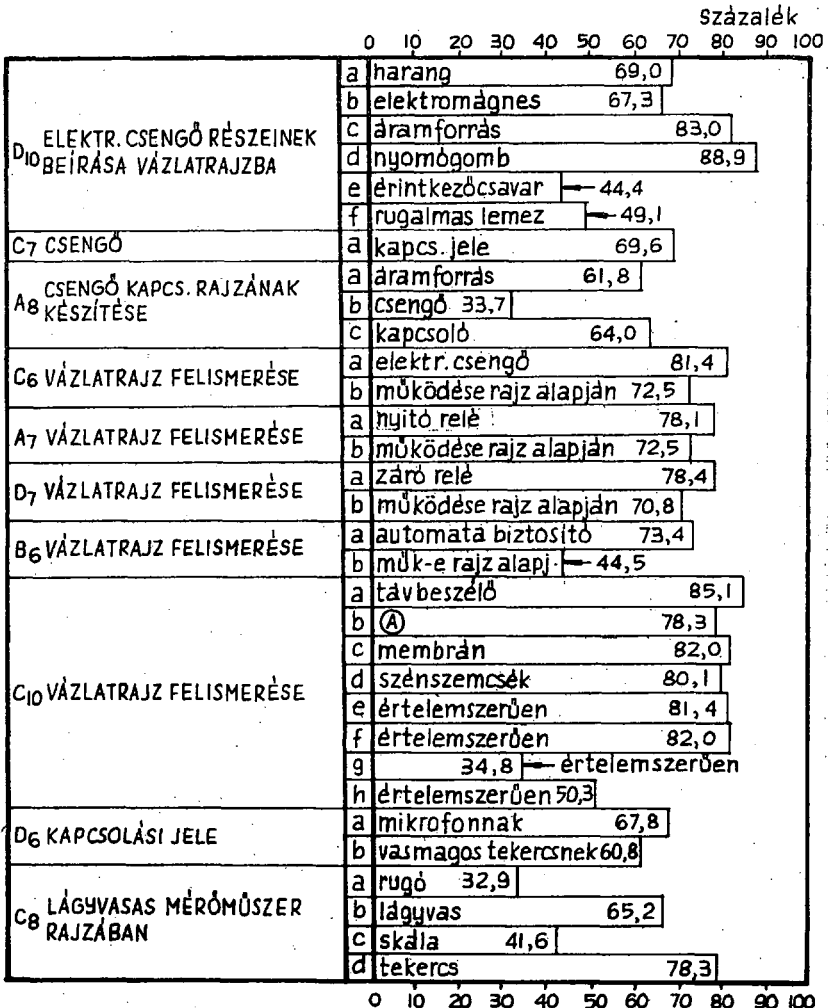 százalék
0 10 20 30 40 50 60 70 80 90 100
D10 ELEKTR. CSENGŐ RÉSZEINEK
BEÍRÁSA VÁZLATRAJZBA
a harang 69,0
b elektromágnes 67,3
c áramforrás 83,0
d nyomógomb 88,9
e érintkezőcsavar 44,4
f rugalmas lemez 49,1
C7 CSENGŐ
a kapcs. jele 69,6
A8 CSENGŐ KAPCS. RAJZÁNAK
KÉSZÍTÉSE
a áramforrás 61,8
b csengő 33,7
c kapcsoló 64,0
C6 VÁZLATRAJZ FELISMERÉSE
a elektr. csengő 81,4
b működése rajz alapján 72,5
A7 VÁZLATRAJZ FELISMERÉSE
a nyitó relé 78,1
b működése rajz alapján 72,5
D7 VÁZLATRAJZ FELISMERÉSE
a záró relé 78,4
b működése rajz alapján 70,8
B6 VÁZLATRAJZ FELISMERÉSE
a automata biztosító 73,4
b műk-e rajz alapj. 44,5
C10 VÁZLATRAJZ FELISMERÉSE
a távbeszélő 85,1
b A 78,3
c membrán 82,0
d szénszemcsék 80,1
e értelemszerűen 81,4
f értelemszerűen 82,0
g 34,8 értelemszerűen
h értelemszerűen 50,3
D6 KAPCSOLÁSI JELE
a mikrofonnak 67,8
b vasmagos tekercsnek 60,8
C8 LÁGYVASAS MÉRŐMŰSZER
RAJZÁBAN
a rugó 32,9
b lágyvas 65,2
c skála 41,6
d tekercs 78,3
0 10 20 30 40 50 60 70 80 90 100